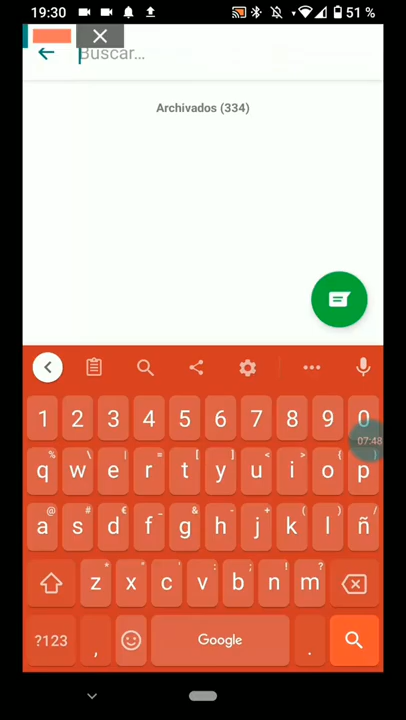 19:30 51 %
Buscar...
Archivados (334)
1 2 3 4 5 6 7 8 9 0
07:48
% \ | = [ ] < > { }
q w e r t y u i o p
@ # € _ & - + ( ) /
a s d f g h j k l ñ
* " ' : ; ! ?
z x c v b n m
?123 , Google .